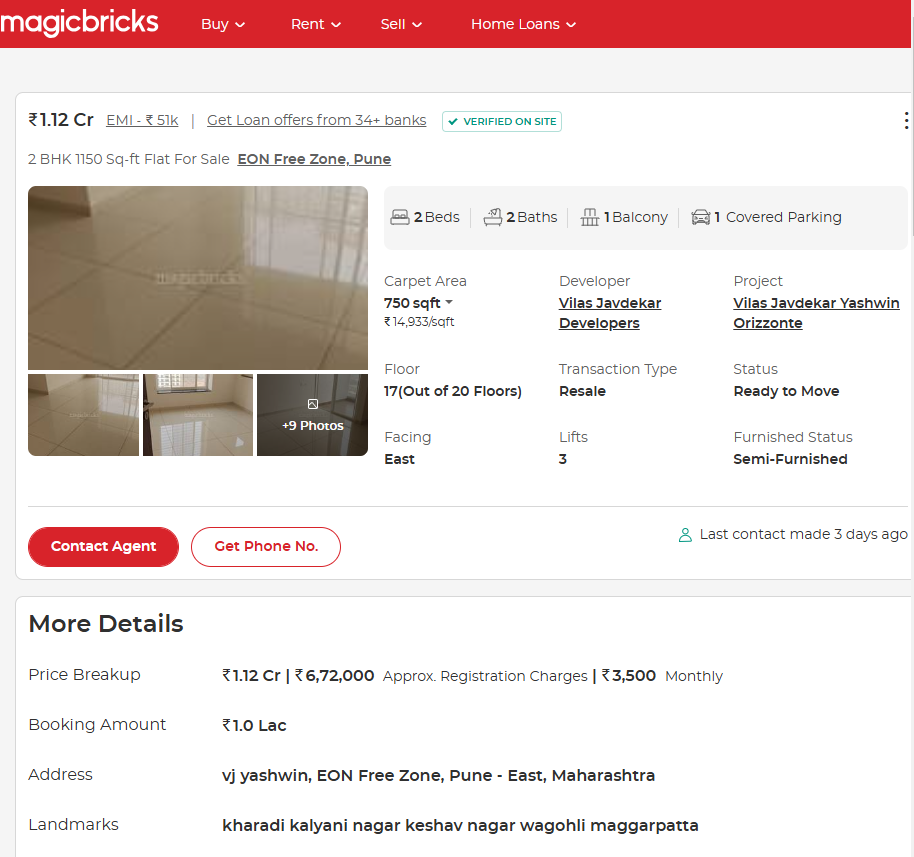 magicbricks
Buy
Rent
Sell
Home Loans
₹1.12 Cr EMI - ₹ 51k | Get Loan offers from 34+ banks VERIFIED ON SITE
2 BHK 1150 Sq-ft Flat For Sale EON Free Zone, Pune
magicbricks
+9 Photos
2 Beds
2 Baths
1 Balcony
1 Covered Parking
Carpet Area
750 sqft
₹14,933/sqft
Developer
Vilas Javdekar
Developers
Project
Vilas Javdekar Yashwin
Orizzonte
Floor
17(Out of 20 Floors)
Transaction Type
Resale
Status
Ready to Move
Facing
East
Lifts
3
Furnished Status
Semi-Furnished
Contact Agent
Get Phone No.
Last contact made 3 days ago
More Details
Price Breakup ₹1.12 Cr | ₹6,72,000 Approx. Registration Charges | ₹3,500 Monthly
Booking Amount ₹1.0 Lac
Address vj yashwin, EON Free Zone, Pune - East, Maharashtra
Landmarks kharadi kalyani nagar keshav nagar wagohli maggarpatta